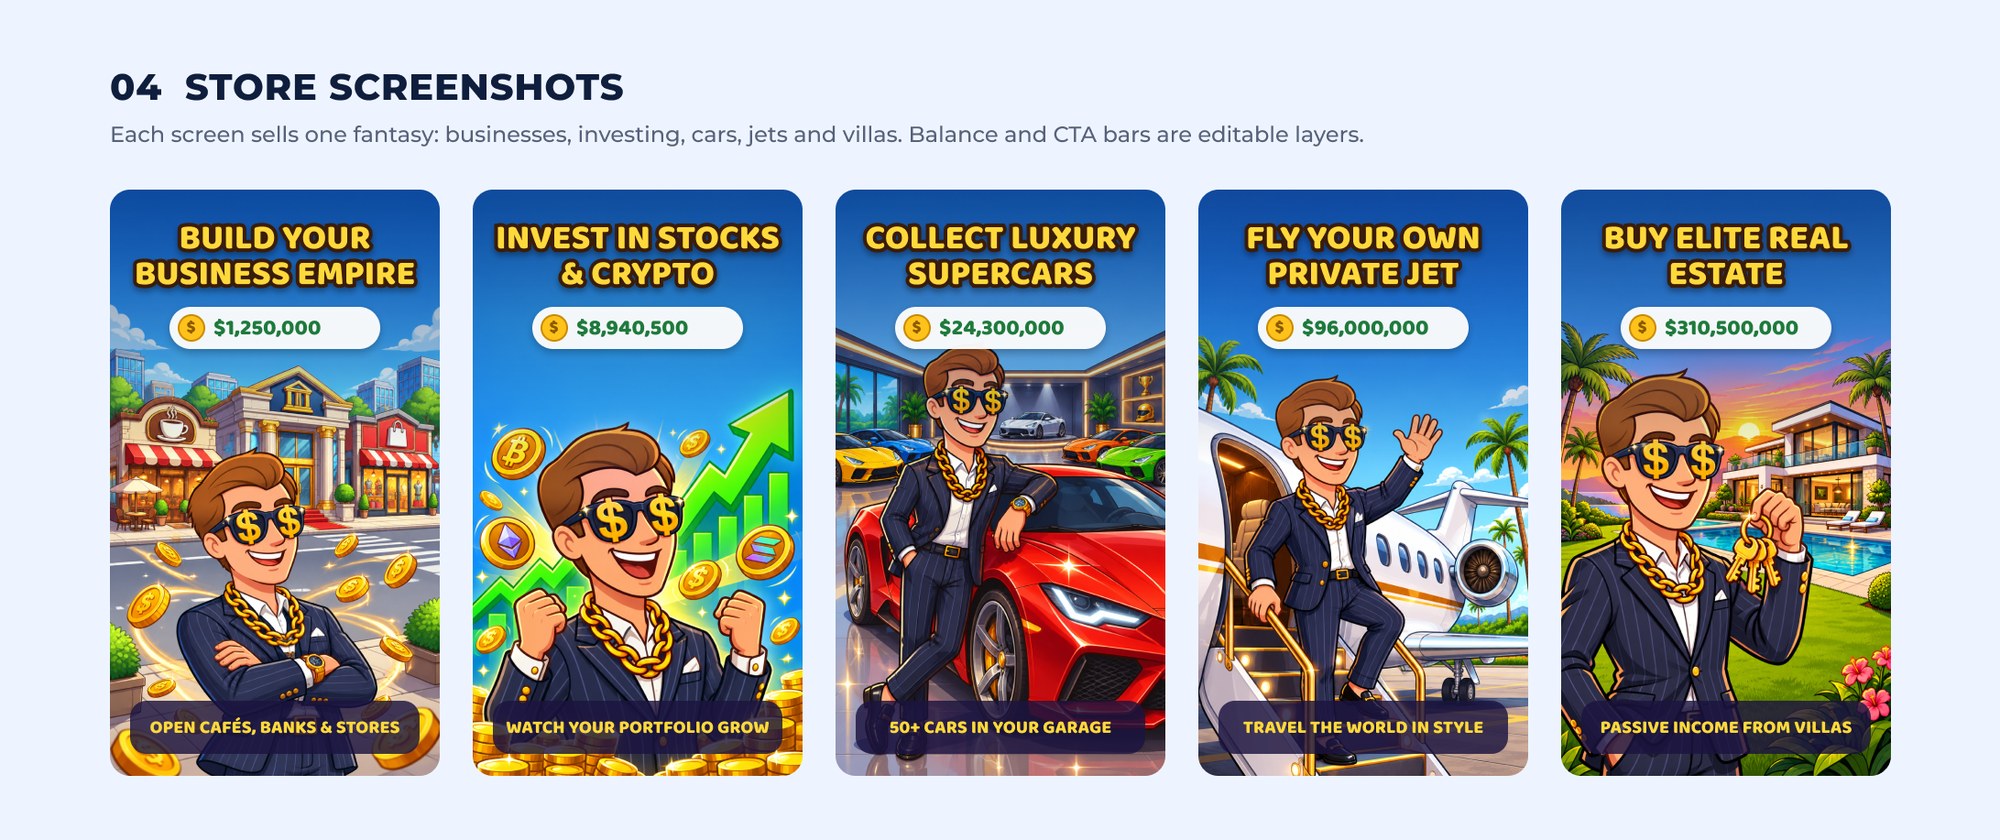 04 STORE SCREENSHOTS
Each screen sells one fantasy: businesses, investing, cars, jets and villas. Balance and CTA bars are editable layers.
BUILD YOUR
BUSINESS EMPIRE
$ $1,250,000
OPEN CAFÉS, BANKS & STORES
INVEST IN STOCKS
& CRYPTO
$ $8,940,500
WATCH YOUR PORTFOLIO GROW
COLLECT LUXURY
SUPERCARS
$ $24,300,000
50+ CARS IN YOUR GARAGE
FLY YOUR OWN
PRIVATE JET
$ $96,000,000
TRAVEL THE WORLD IN STYLE
BUY ELITE REAL
ESTATE
$ $310,500,000
PASSIVE INCOME FROM VILLAS